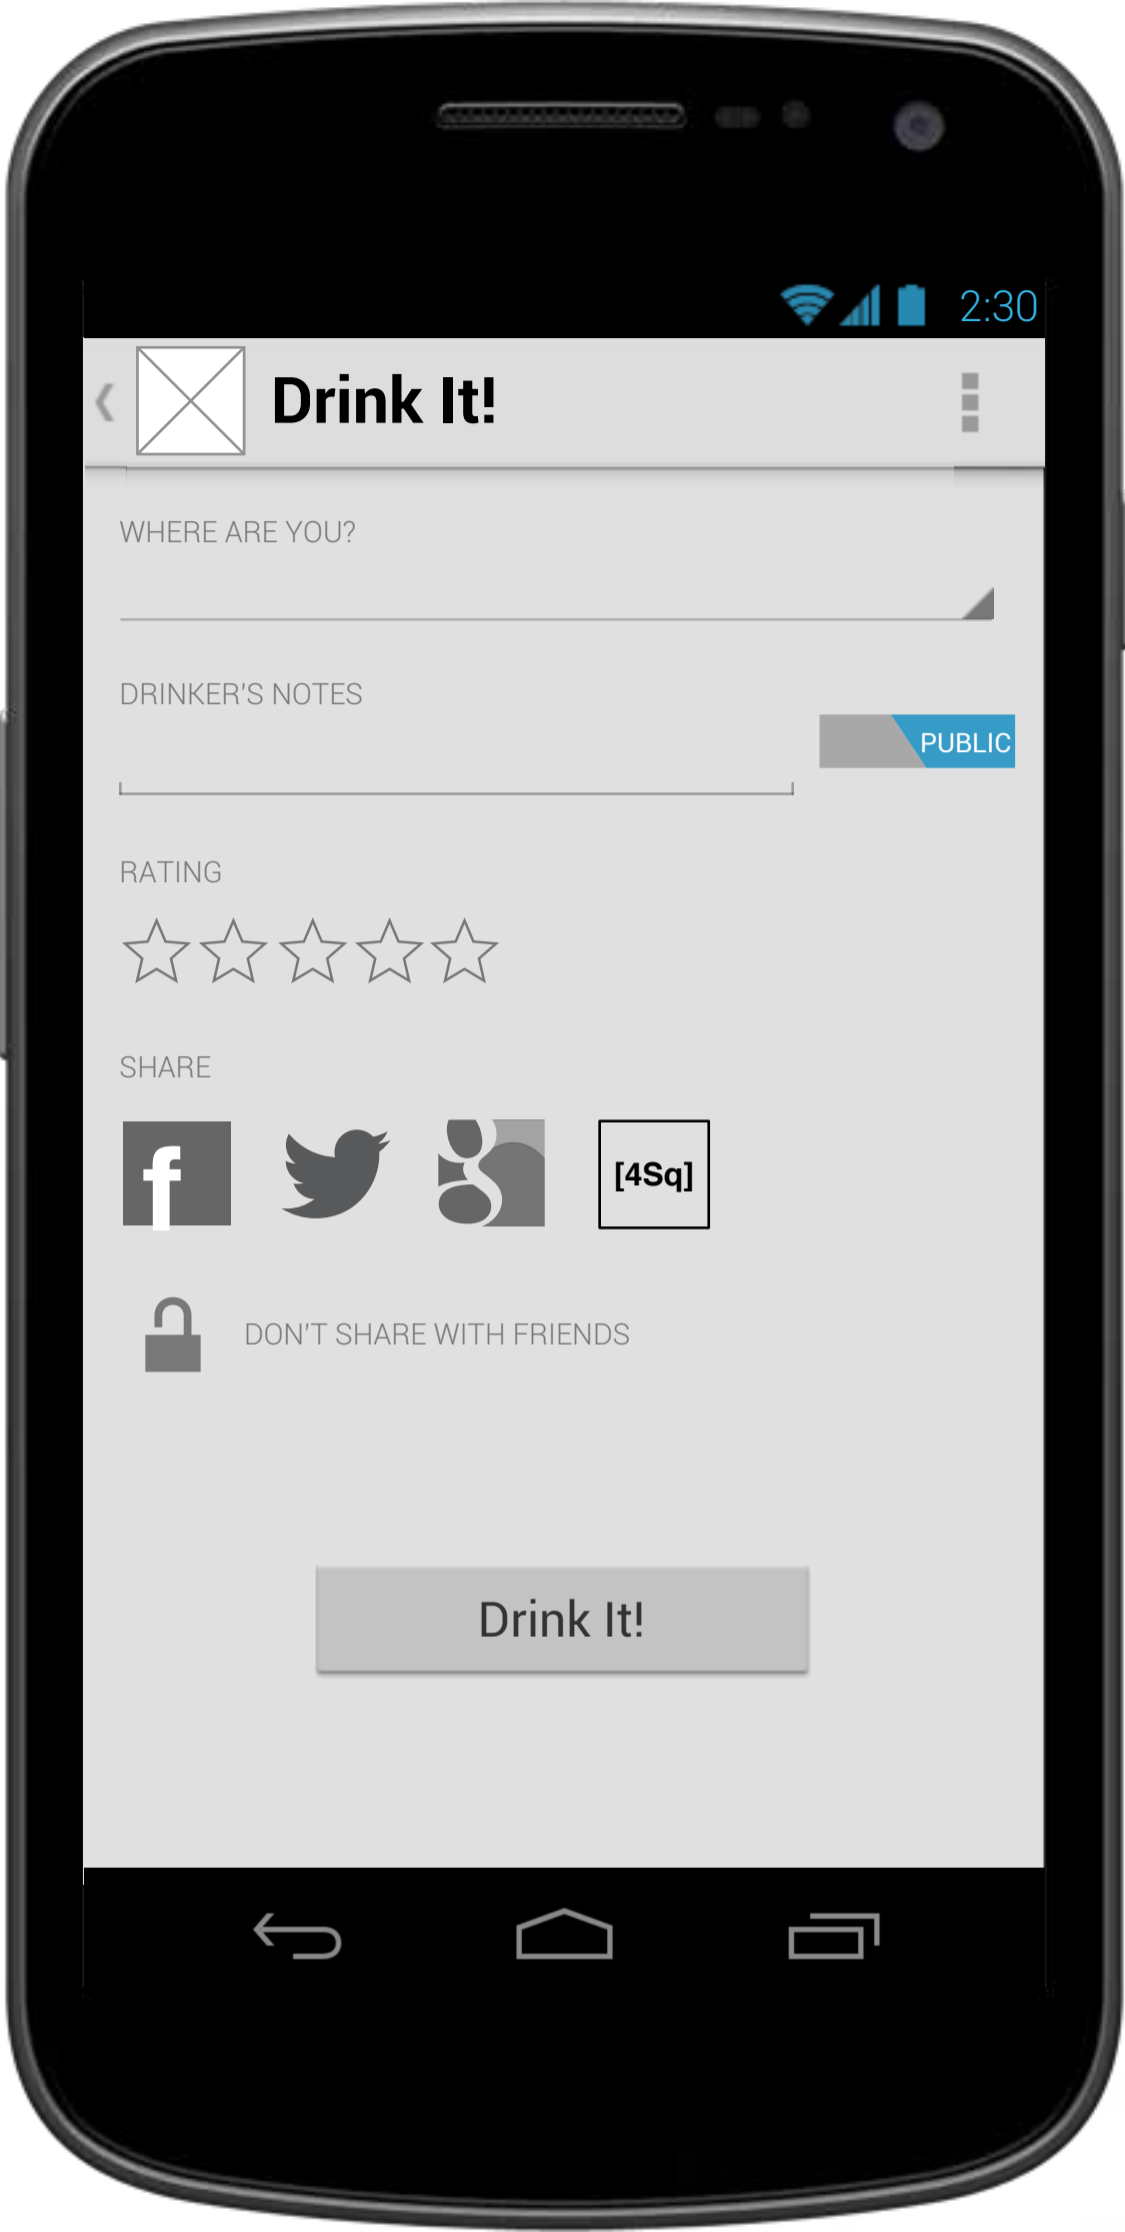 2:30
Drink It!
WHERE ARE YOU?
DRINKER'S NOTES
PUBLIC
RATING
SHARE
f
g
[4Sq]
DON'T SHARE WITH FRIENDS
Drink It!